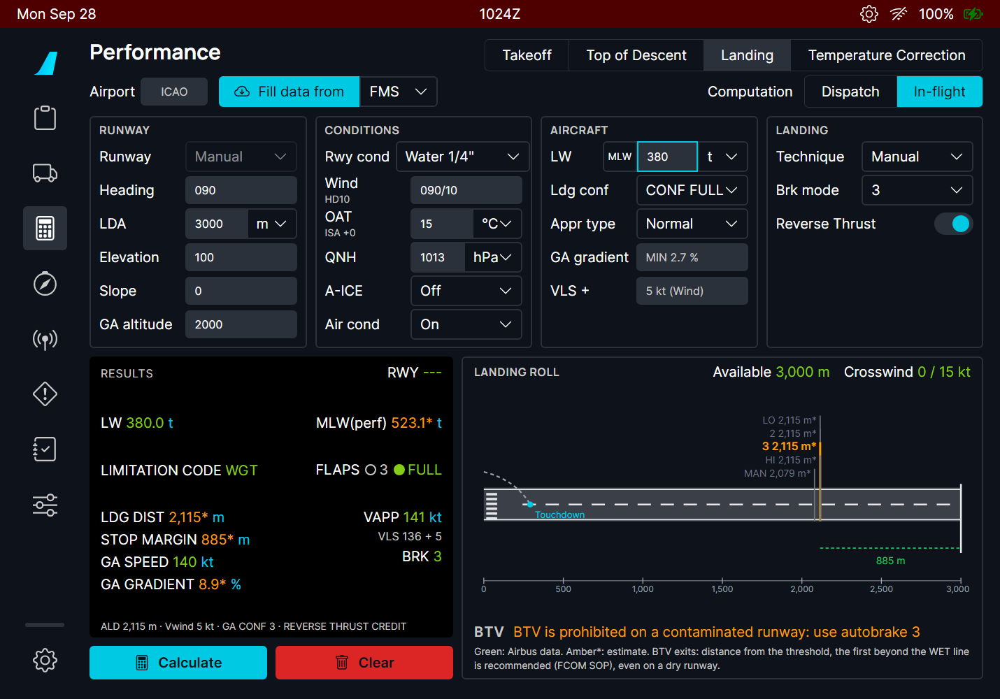 Mon Sep 28
1024Z
100%
Performance
Takeoff
Top of Descent
Landing
Temperature Correction
Airport
ICAO
Fill data from
FMS
Computation
Dispatch
In-flight
RUNWAY
Runway
Manual
Heading
090
LDA
3000
m
Elevation
100
Slope
0
GA altitude
2000
CONDITIONS
Rwy cond
Water 1/4"
Wind
HD10
090/10
OAT
ISA +0
15
°C
QNH
1013
hPa
A-ICE
Off
Air cond
On
AIRCRAFT
LW
MLW
380
t
Ldg conf
CONF FULL
Appr type
Normal
GA gradient
MIN 2.7 %
VLS +
5 kt (Wind)
LANDING
Technique
Manual
Brk mode
3
Reverse Thrust
RESULTS
RWY ---
LW 380.0 t
MLW(perf) 523.1* t
LIMITATION CODE WGT
FLAPS 3 FULL
LDG DIST 2,115* m
VAPP 141 kt
VLS 136 + 5
STOP MARGIN 885* m
BRK 3
GA SPEED 140 kt
GA GRADIENT 8.9* %
ALD 2,115 m · Vwind 5 kt · GA CONF 3 · REVERSE THRUST CREDIT
Calculate
Clear
LANDING ROLL
Available 3,000 m
Crosswind 0 / 15 kt
LO 2,115 m*
2 2,115 m*
3 2,115 m*
HI 2,115 m*
MAN 2,079 m*
Touchdown
885 m
0
500
1,000
1,500
2,000
2,500
3,000
BTV BTV is prohibited on a contaminated runway: use autobrake 3
Green: Airbus data. Amber*: estimate. BTV exits: distance from the threshold, the first beyond the WET line
is recommended (FCOM SOP), even on a dry runway.